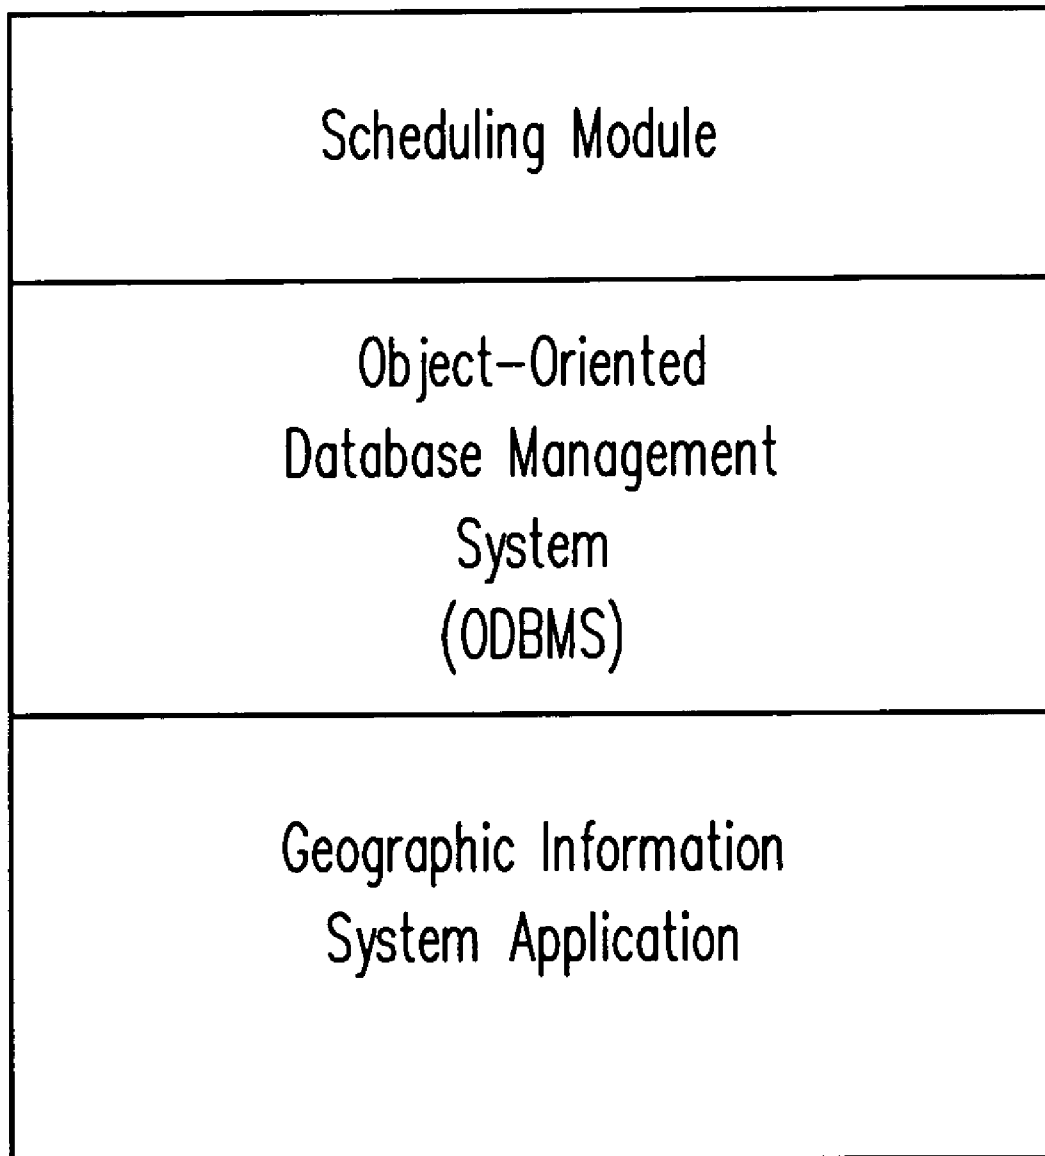 Scheduling Module
Object-Oriented
Database Management
System
(ODBMS)
Geographic Information
System Application